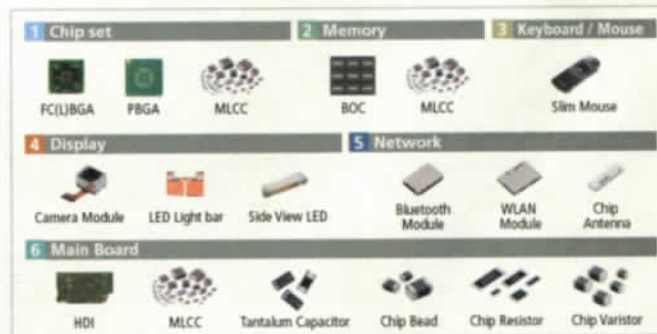 1 Chip set
2 Memory
3 Keyboard / Mouse
FC(L)BGA PBGA MLCC BOC MLCC Slim Mouse
4 Display
5 Network
Camera Module LED Light bar Side View LED Bluetooth Module WLAN Module Chip Antenna
6 Main Board
HDI MLCC Tantalum Capacitor Chip Bead Chip Resistor Chip Varistor